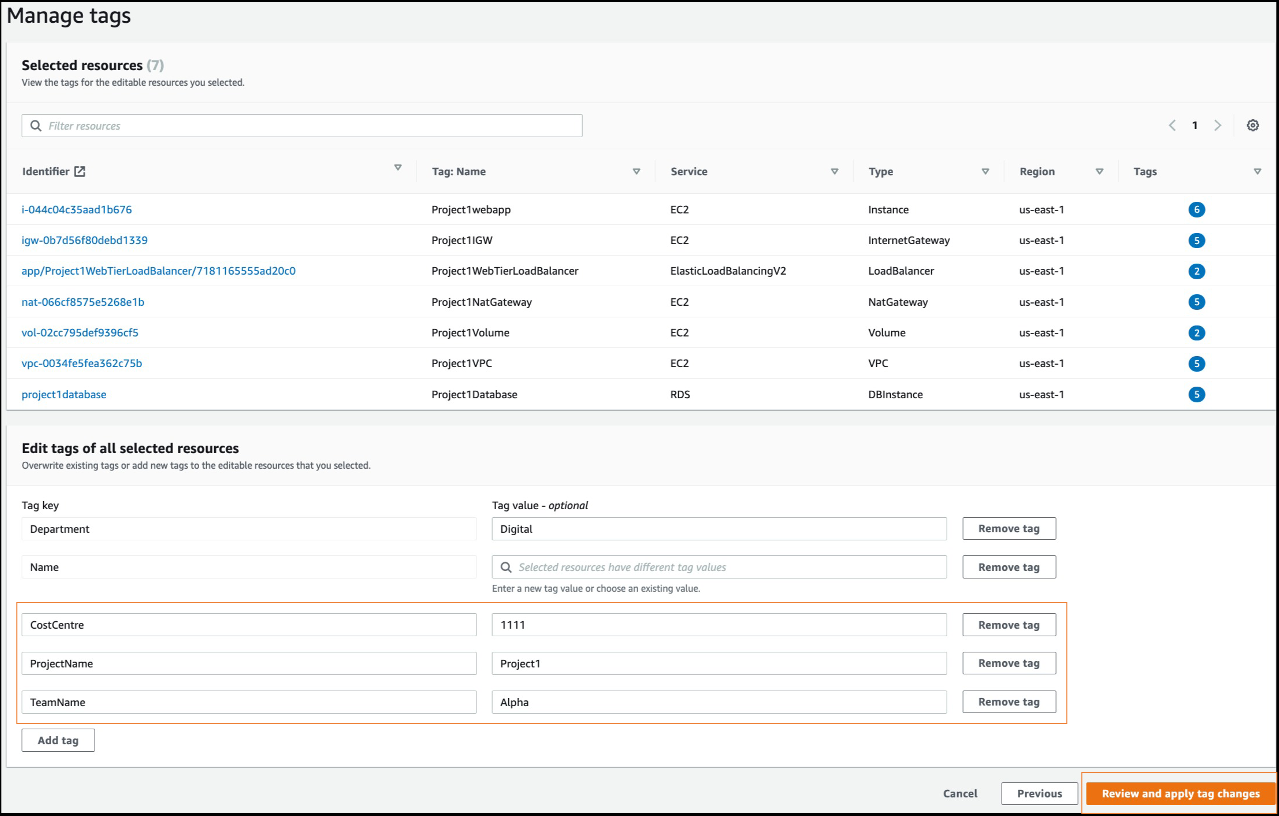 Manage tags
Selected resources (7)
View the tags for the editable resources you selected.
Filter resources
1
Identifier Tag: Name Service Type Region Tags
i-044c04c35aad1b676 Project1webapp EC2 Instance us-east-1 6
igw-0b7d56f80debd1339 Project1IGW EC2 InternetGateway us-east-1 5
app/Project1WebTierLoadBalancer/7181165555ad20c0 Project1WebTierLoadBalancer ElasticLoadBalancingV2 LoadBalancer us-east-1 2
nat-066cf8575e5268e1b Project1NatGateway EC2 NatGateway us-east-1 5
vol-02cc795def9396cf5 Project1Volume EC2 Volume us-east-1 2
vpc-0034fe5fea362c75b Project1VPC EC2 VPC us-east-1 5
project1database Project1Database RDS DBInstance us-east-1 5
Edit tags of all selected resources
Overwrite existing tags or add new tags to the editable resources that you selected.
Tag key Tag value - optional
Department Digital Remove tag
Name Selected resources have different tag values Remove tag
Enter a new tag value or choose an existing value.
CostCentre 1111 Remove tag
ProjectName Project1 Remove tag
TeamName Alpha Remove tag
Add tag
Cancel Previous Review and apply tag changes